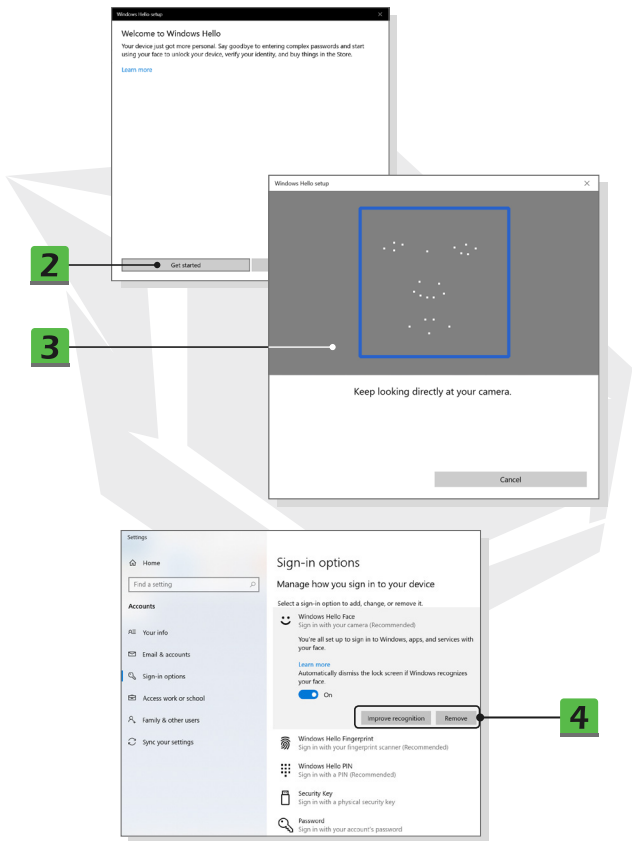 Windows Hello setup
Welcome to Windows Hello
Your device just got more personal. Say goodbye to entering complex passwords and start
using your face to unlock your device, verify your identity, and buy things in the Store.
Learn more
2
Get started
Windows Hello setup
3
Keep looking directly at your camera.
Cancel
Settings
Home
Find a setting
Accounts
Your info
Email & accounts
Sign-in options
Access work or school
Family & other users
Sync your settings
Sign-in options
Manage how you sign in to your device
Select a sign-in option to add, change, or remove it.
Windows Hello Face
Sign in with your camera (Recommended)
You're all set up to sign in to Windows, apps, and services with
your face.
Learn more
Automatically dismiss the lock screen if Windows recognizes
your face.
On
Improve recognition
Remove
4
Windows Hello Fingerprint
Sign in with your fingerprint scanner (Recommended)
Windows Hello PIN
Sign in with a PIN (Recommended)
Security Key
Sign in with a physical security key
Password
Sign in with your account's password